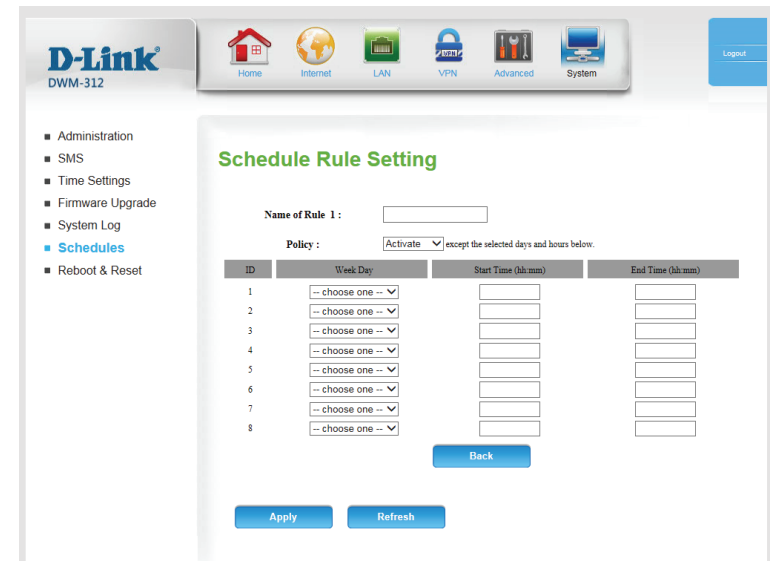 D-Link®
DWM-312
Home
Internet
LAN
VPN
VPN
Advanced
System
Logout
Administration
SMS
Time Settings
Firmware Upgrade
System Log
Schedules
Reboot & Reset
Schedule Rule Setting
Name of Rule 1 :
Policy : Activate except the selected days and hours below.
ID Week Day Start Time (hh:mm) End Time (hh:mm)
1 -- choose one --
2 -- choose one --
3 -- choose one --
4 -- choose one --
5 -- choose one --
6 -- choose one --
7 -- choose one --
8 -- choose one --
Back
Apply Refresh